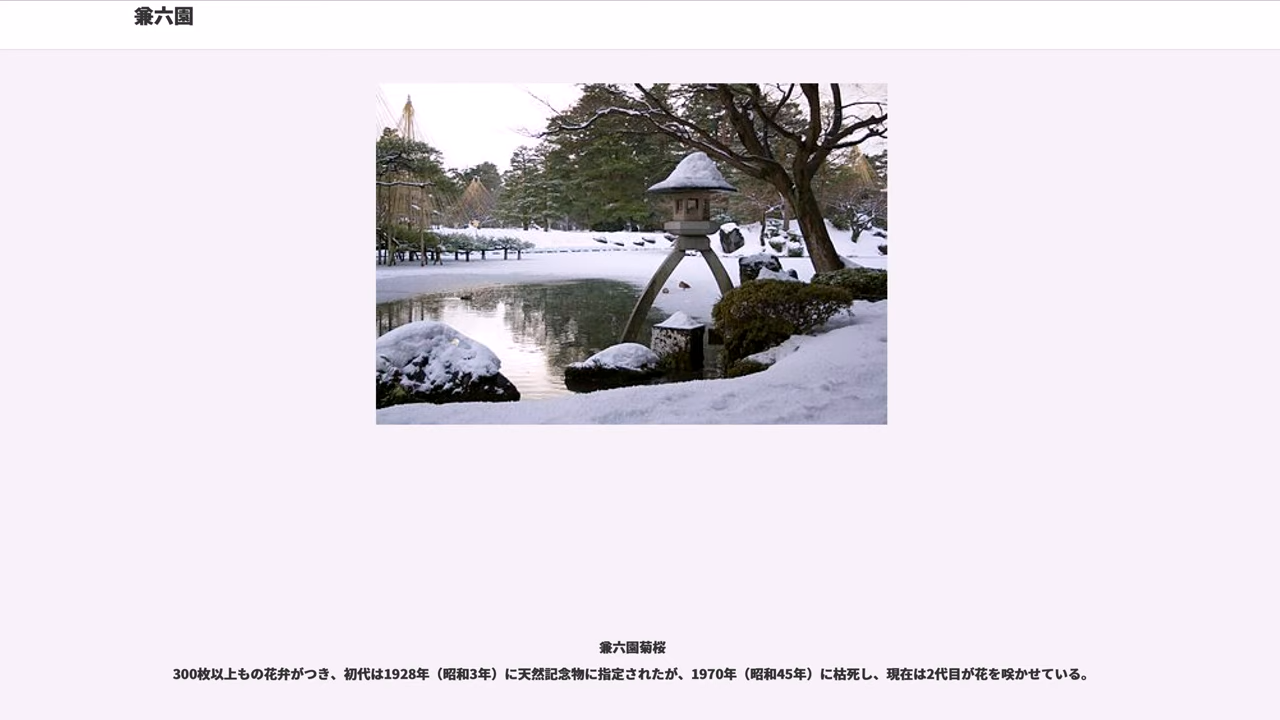 兼六園
兼六園菊桜
300枚以上もの花弁がつき、初代は1928年（昭和3年）に天然記念物に指定されたが、1970年（昭和45年）に枯死し、現在は2代目が花を咲かせている。